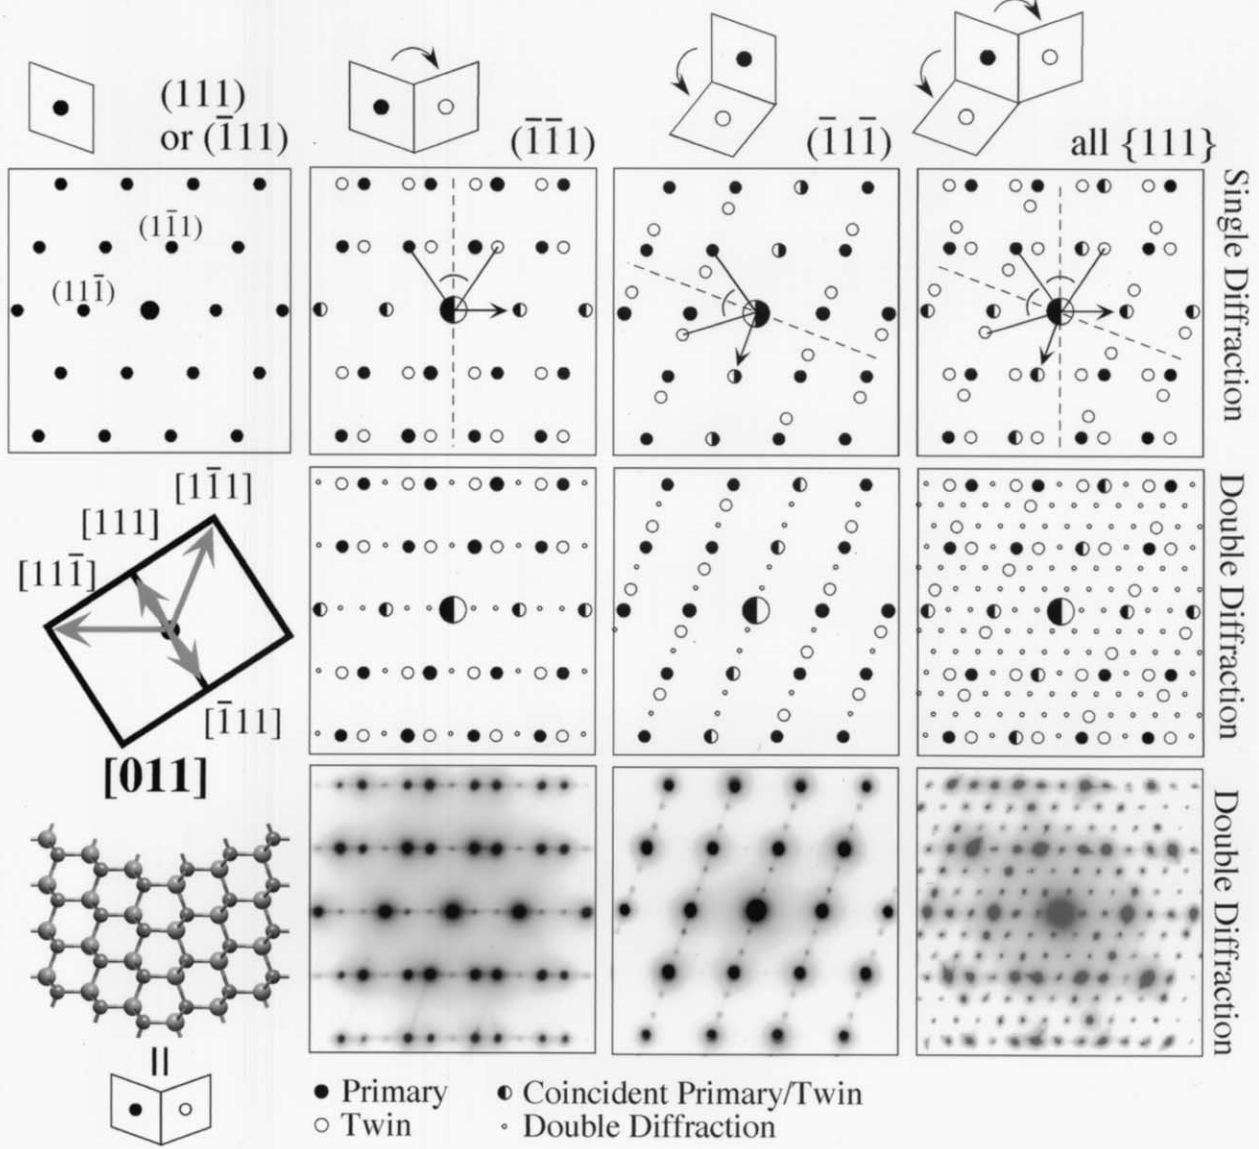 (111)
or (1̄11)
(1̄1̄1)
(1̄11̄)
all {111}
(11̄1)
(111̄)
Single Diffraction
[11̄1]
[111]
[111̄]
[1̄11]
[011]
Double Diffraction
Double Diffraction
=
Primary
Coincident Primary/Twin
Twin
Double Diffraction